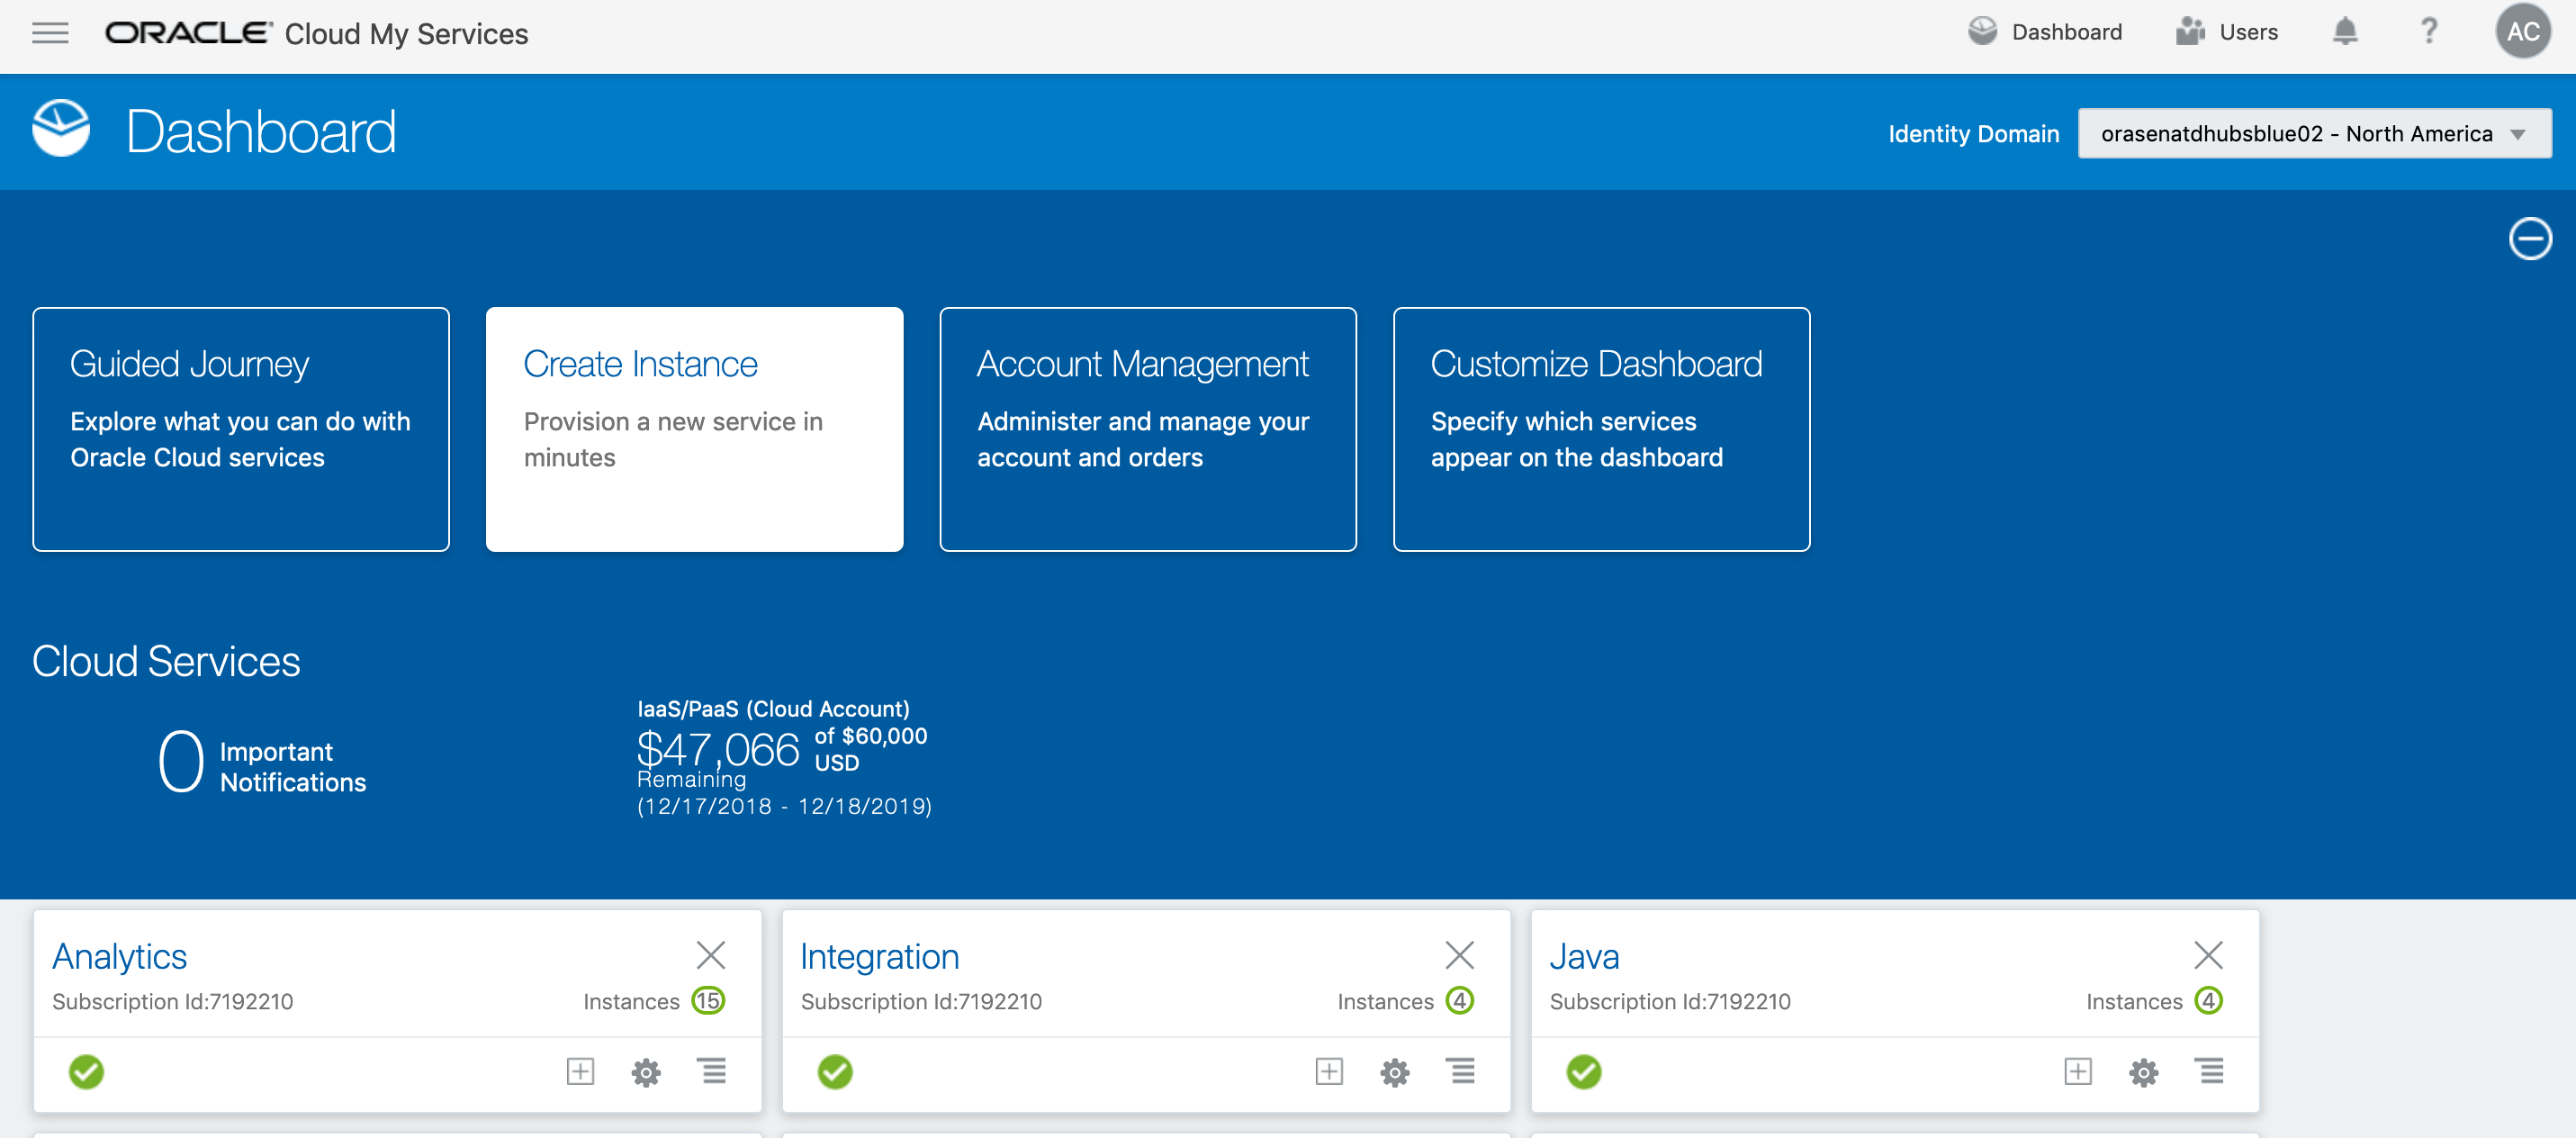 ORACLE Cloud My Services
Dashboard
Users
?
AC
Dashboard
Identity Domain
orasenatdhubsblue02 - North America
Guided Journey
Explore what you can do with
Oracle Cloud services
Create Instance
Provision a new service in
minutes
Account Management
Administer and manage your
account and orders
Customize Dashboard
Specify which services
appear on the dashboard
Cloud Services
0 Important
Notifications
IaaS/PaaS (Cloud Account)
$47,066 of $60,000
USD
Remaining
(12/17/2018 - 12/18/2019)
Analytics
Subscription Id:7192210
Instances 15
Integration
Subscription Id:7192210
Instances 4
Java
Subscription Id:7192210
Instances 4